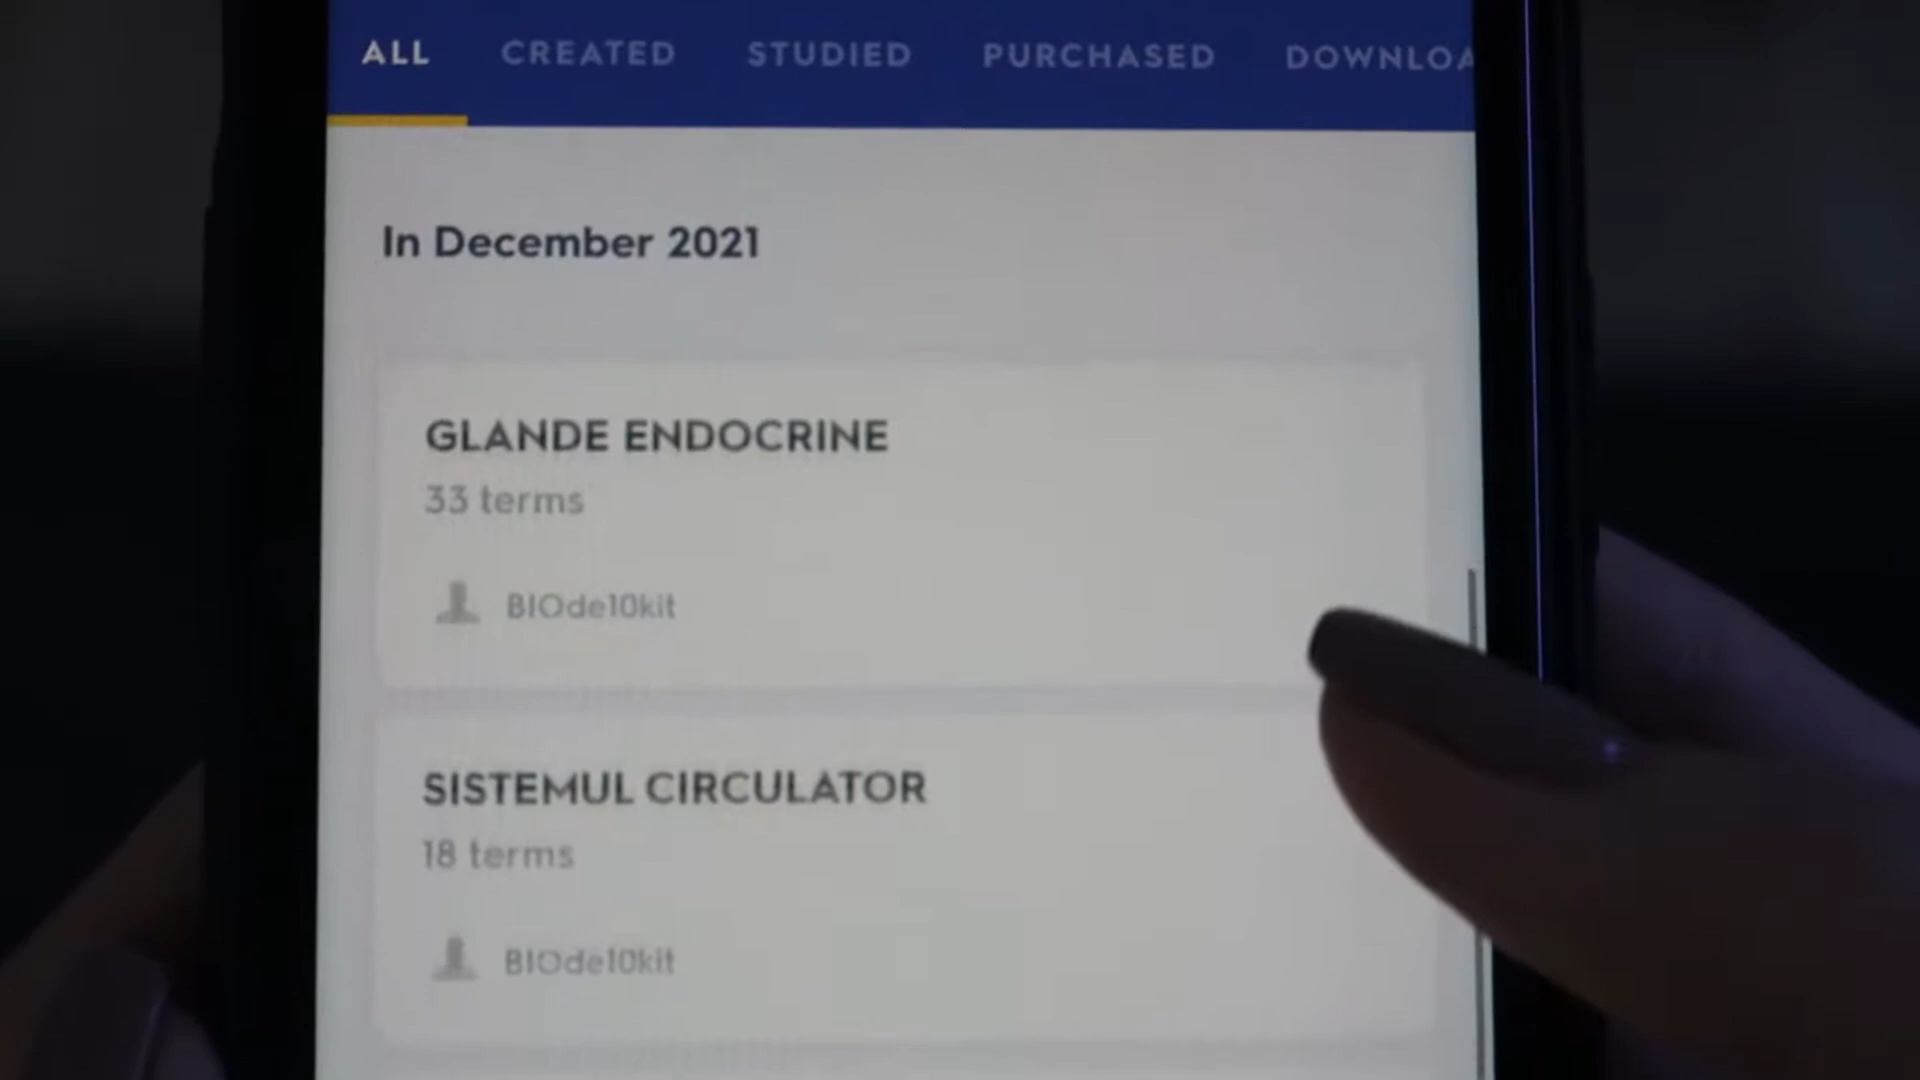 ALL CREATED STUDIED PURCHASED DOWNLOA
In December 2021
GLANDE ENDOCRINE
33 terms
BIOde10kit
SISTEMUL CIRCULATOR
18 terms
BIOde10kit